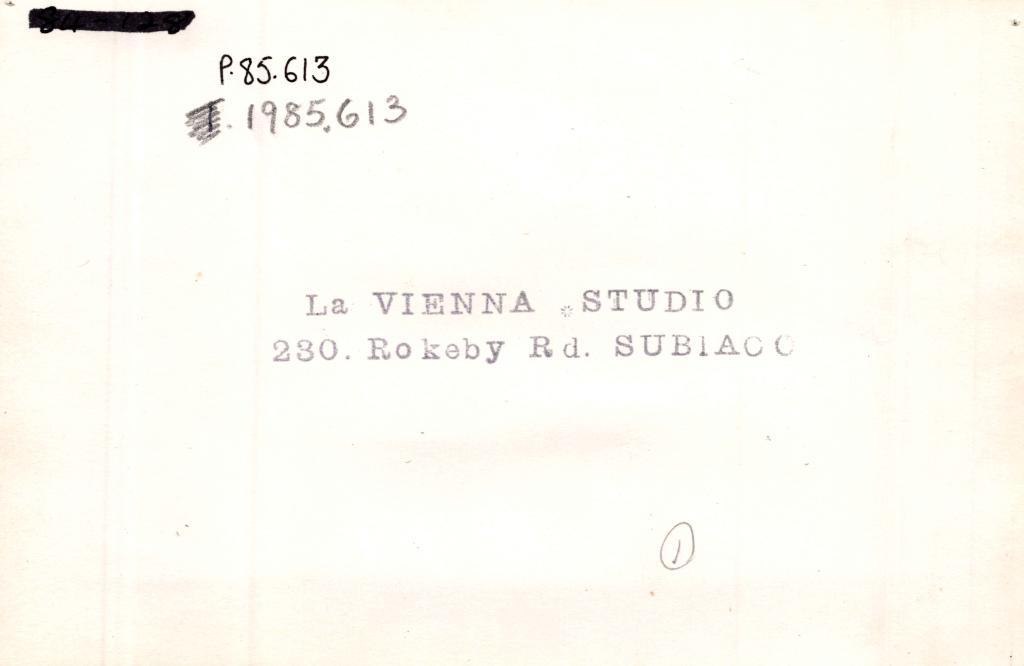 P.85.613
I. 1985.613
La VIENNA * STUDIO
230. Rokeby Rd. SUBIACO
1